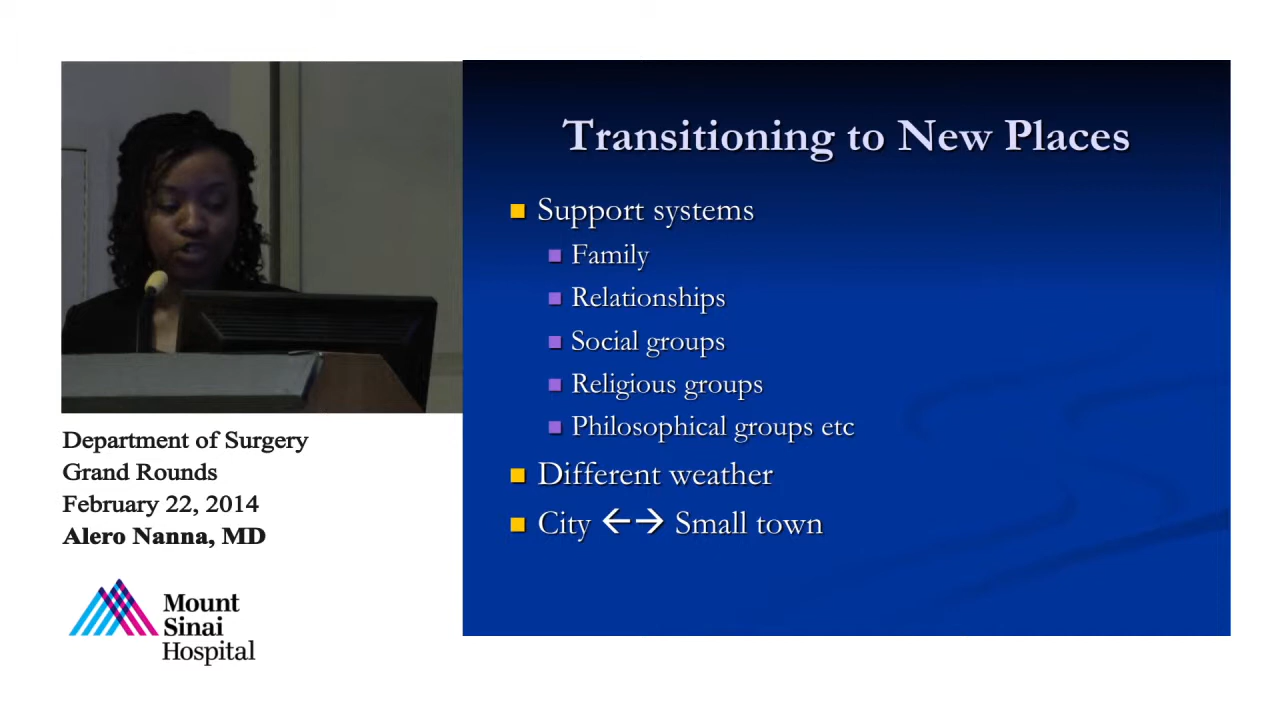 Transitioning to New Places
Support systems
Family
Relationships
Social groups
Religious groups
Philosophical groups etc
Different weather
City ←→ Small town
Department of Surgery
Grand Rounds
February 22, 2014
Alero Nanna, MD
Mount
Sinai
Hospital